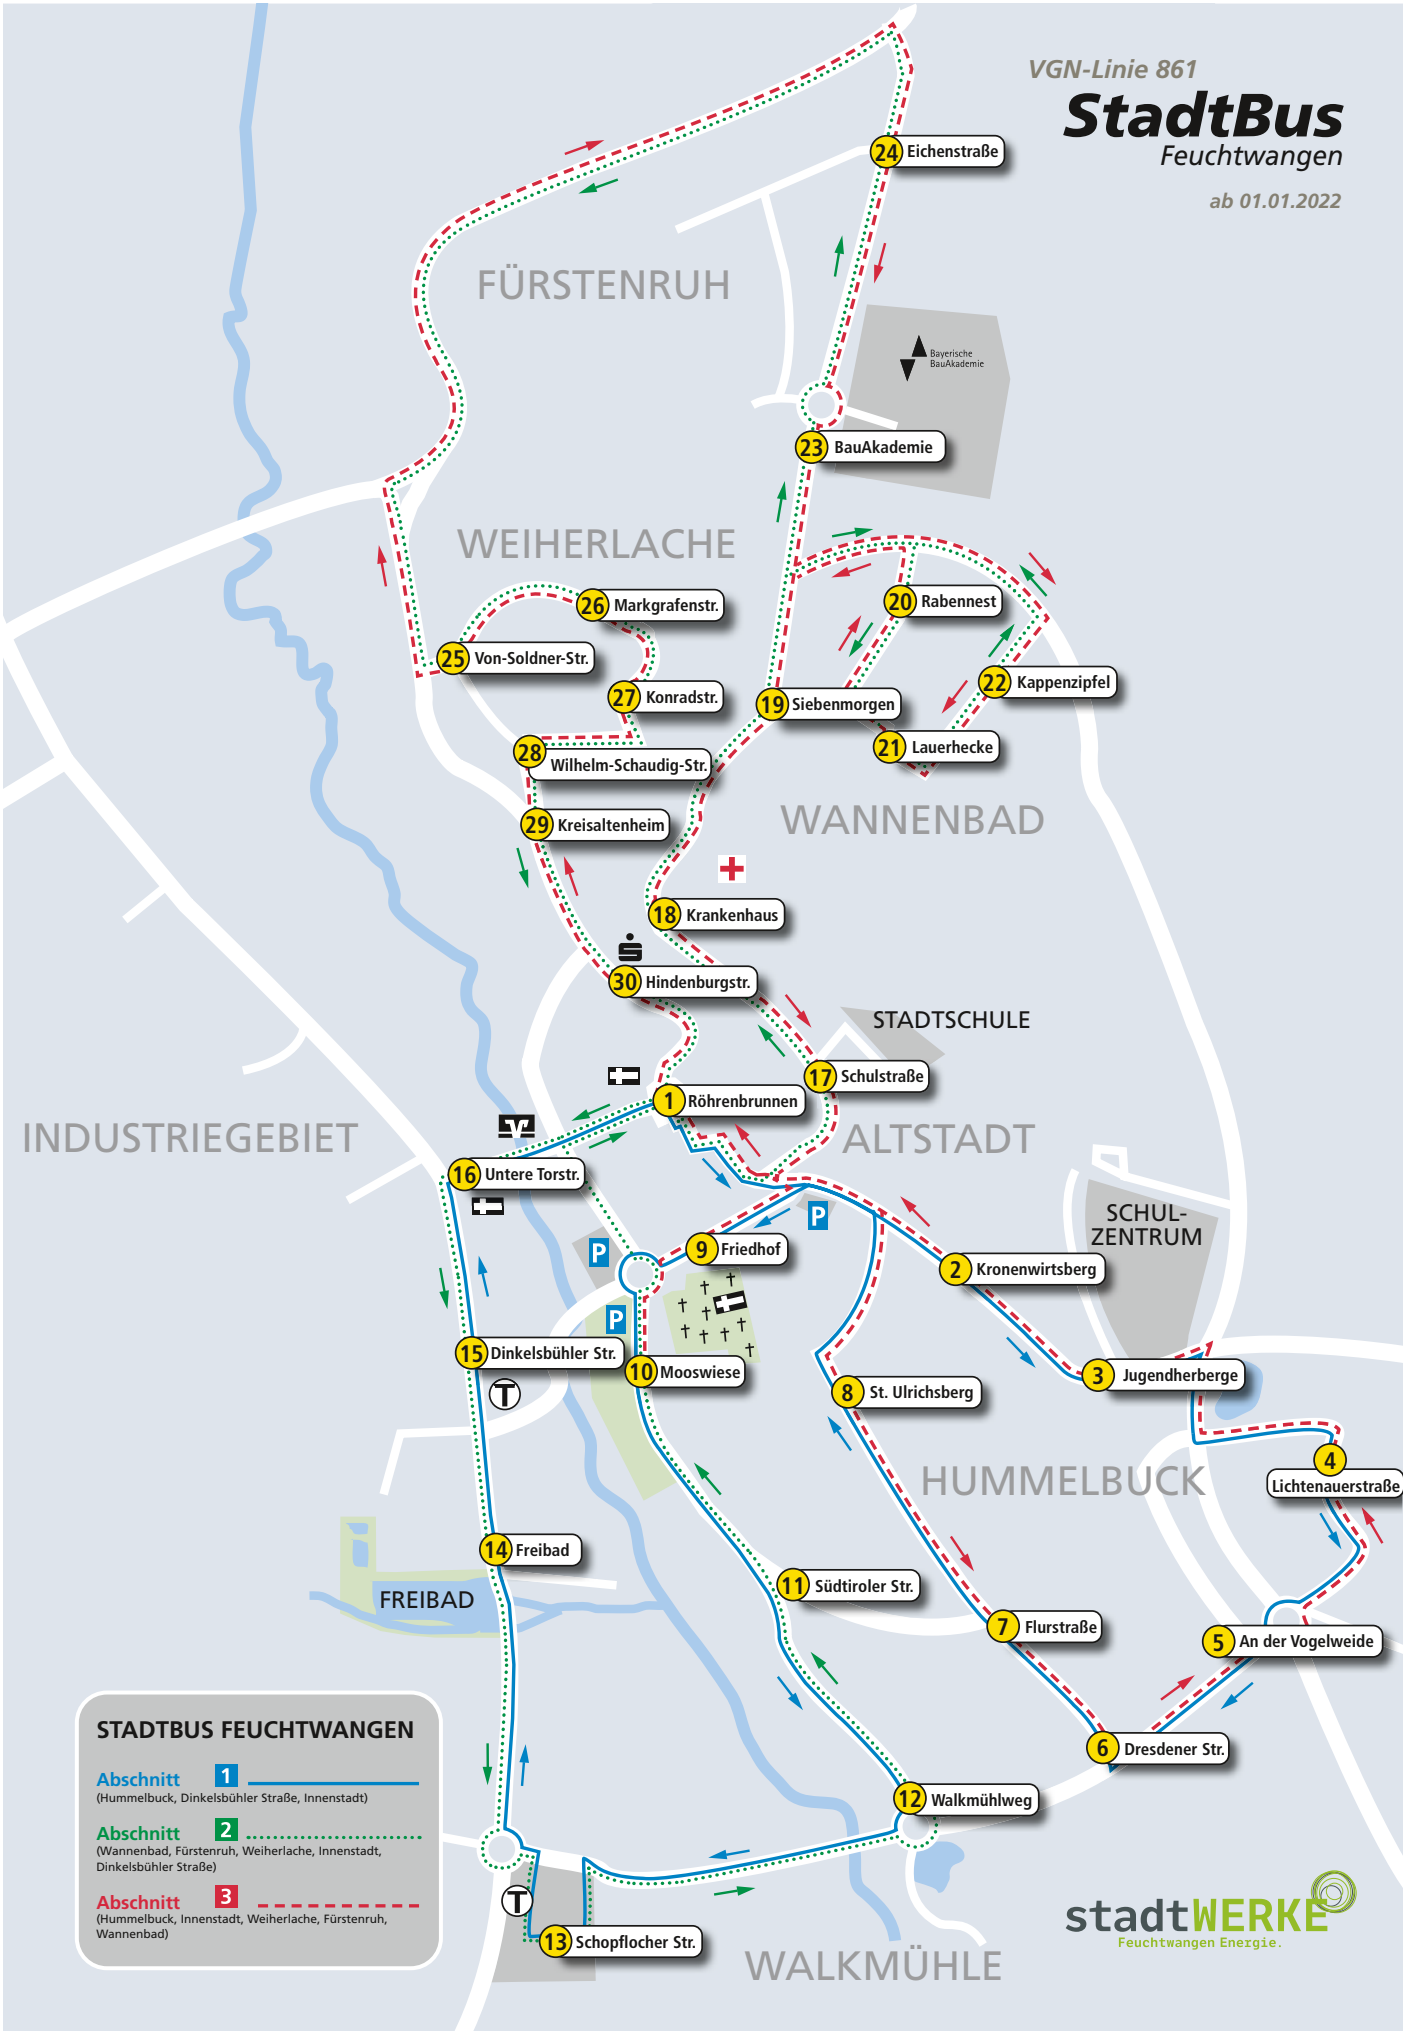 VGN-Linie 861
StadtBus
Feuchtwangen
ab 01.01.2022
24 Eichenstraße
FÜRSTENRUH
Bayerische
BauAkademie
23 BauAkademie
WEIHERLACHE
26 Markgrafenstr.
20 Rabennest
25 Von-Soldner-Str.
22 Kappenzipfel
27 Konradstr.
19 Siebenmorgen
21 Lauerhecke
28 Wilhelm-Schaudig-Str.
WANNENBAD
29 Kreisaltenheim
18 Krankenhaus
30 Hindenburgstr.
STADTSCHULE
17 Schulstraße
1 Röhrenbrunnen
INDUSTRIEGEBIET
ALTSTADT
16 Untere Torstr.
SCHUL-
ZENTRUM
P
P
9 Friedhof
2 Kronenwirtsberg
P
15 Dinkelsbühler Str.
10 Mooswiese
3 Jugendherberge
T
8 St. Ulrichsberg
HUMMELBUCK
4
Lichtenauerstraße
14 Freibad
FREIBAD
11 Südtiroler Str.
7 Flurstraße
5 An der Vogelweide
6 Dresdener Str.
12 Walkmühlweg
T
13 Schopflocher Str.
WALKMÜHLE
STADTBUS FEUCHTWANGEN
Abschnitt 1
(Hummelbuck, Dinkelsbühler Straße, Innenstadt)
Abschnitt 2
(Wannenbad, Fürstenruh, Weiherlache, Innenstadt,
Dinkelsbühler Straße)
Abschnitt 3
(Hummelbuck, Innenstadt, Weiherlache, Fürstenruh,
Wannenbad)
stadtWERKE
Feuchtwangen Energie.